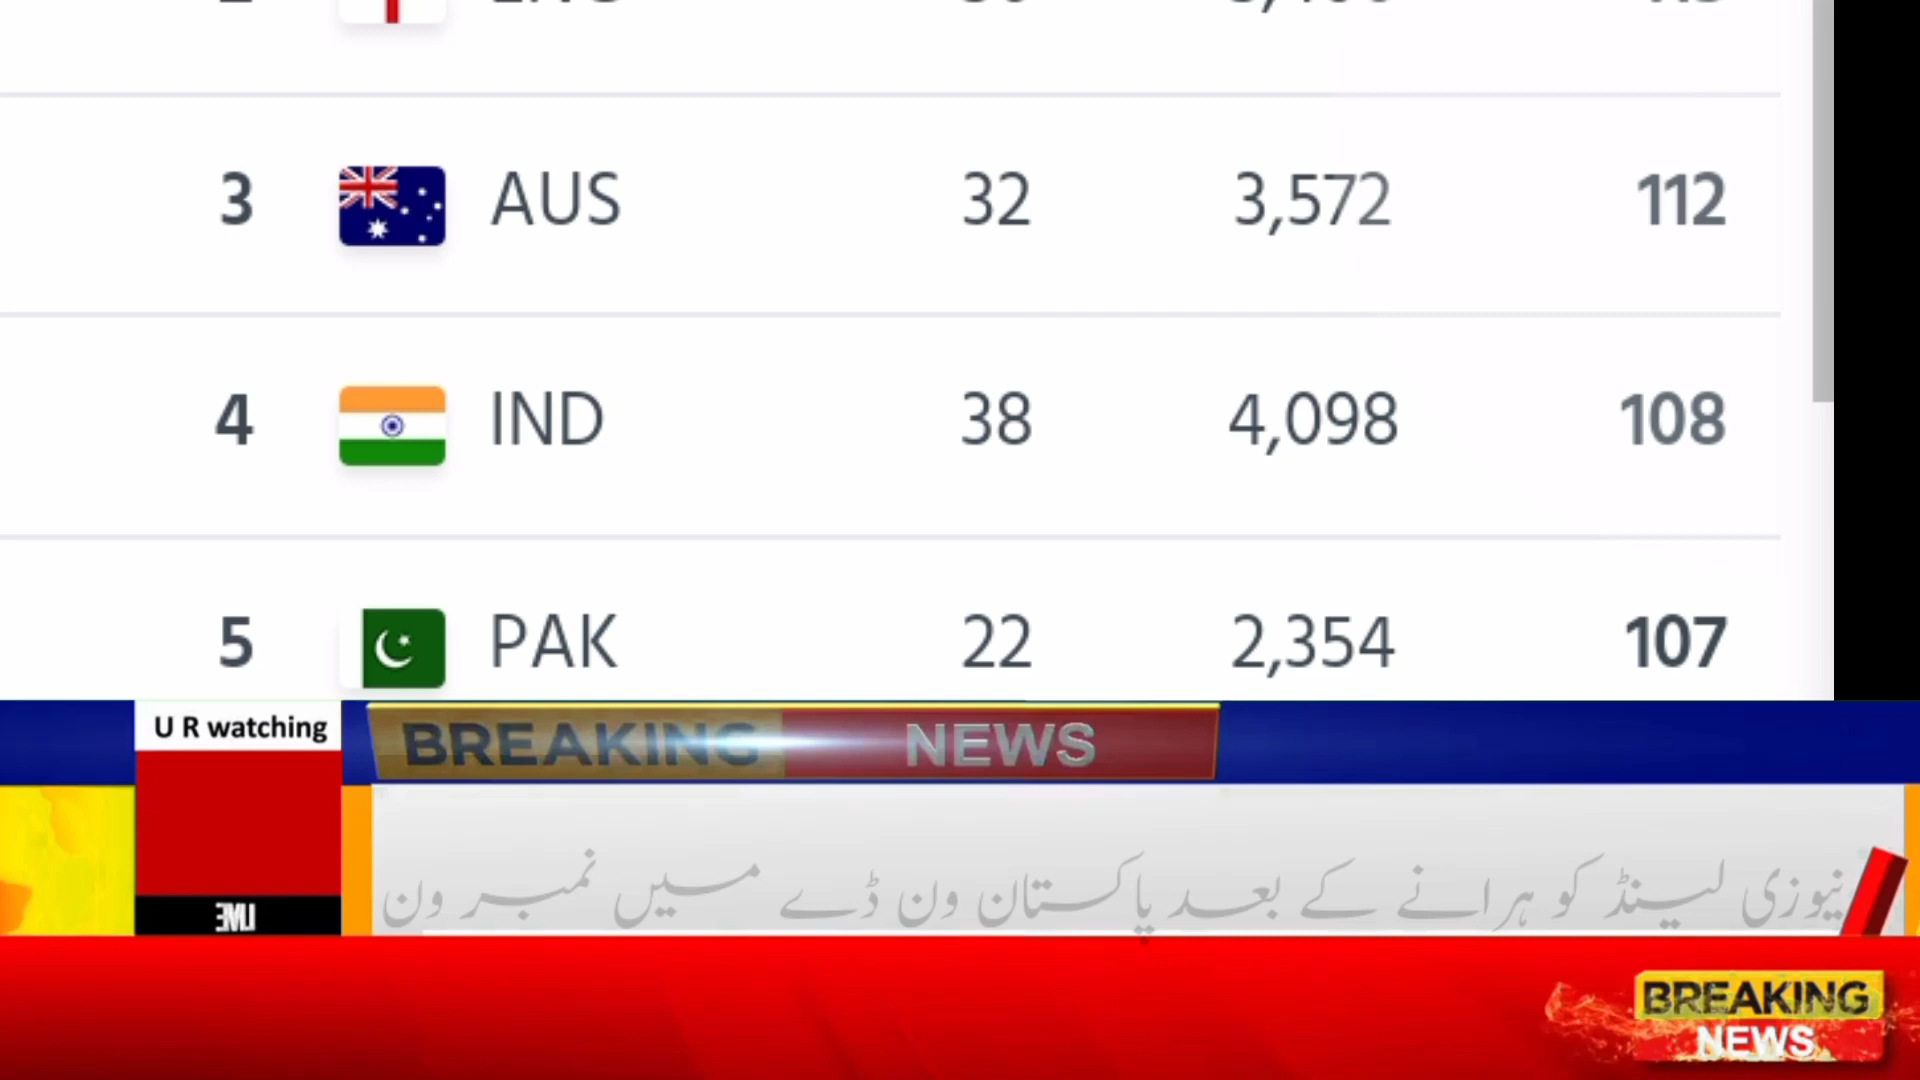 3 AUS 32 3,572 112
4 IND 38 4,098 108
5 PAK 22 2,354 107
U R watching
BREAKING NEWS
نیوزی لینڈ کو ہرانے کے بعد پاکستان ون ڈے میں نمبر ون
LIVE
BREAKING
NEWS